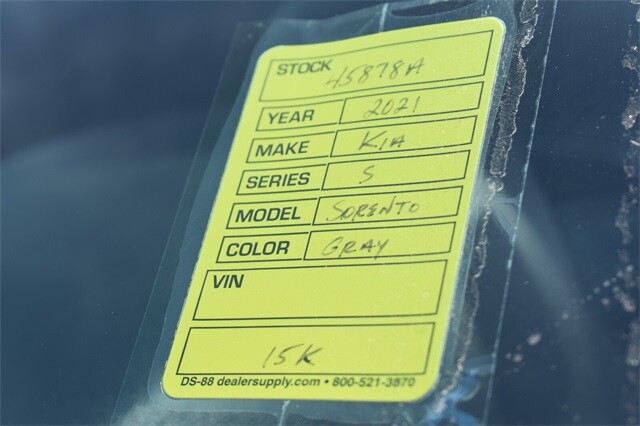 STOCK 45878A
YEAR 2021
MAKE KIA
SERIES S
MODEL SORENTO
COLOR GRAY
VIN
15K
DS-88 dealersupply.com • 800-521-3870